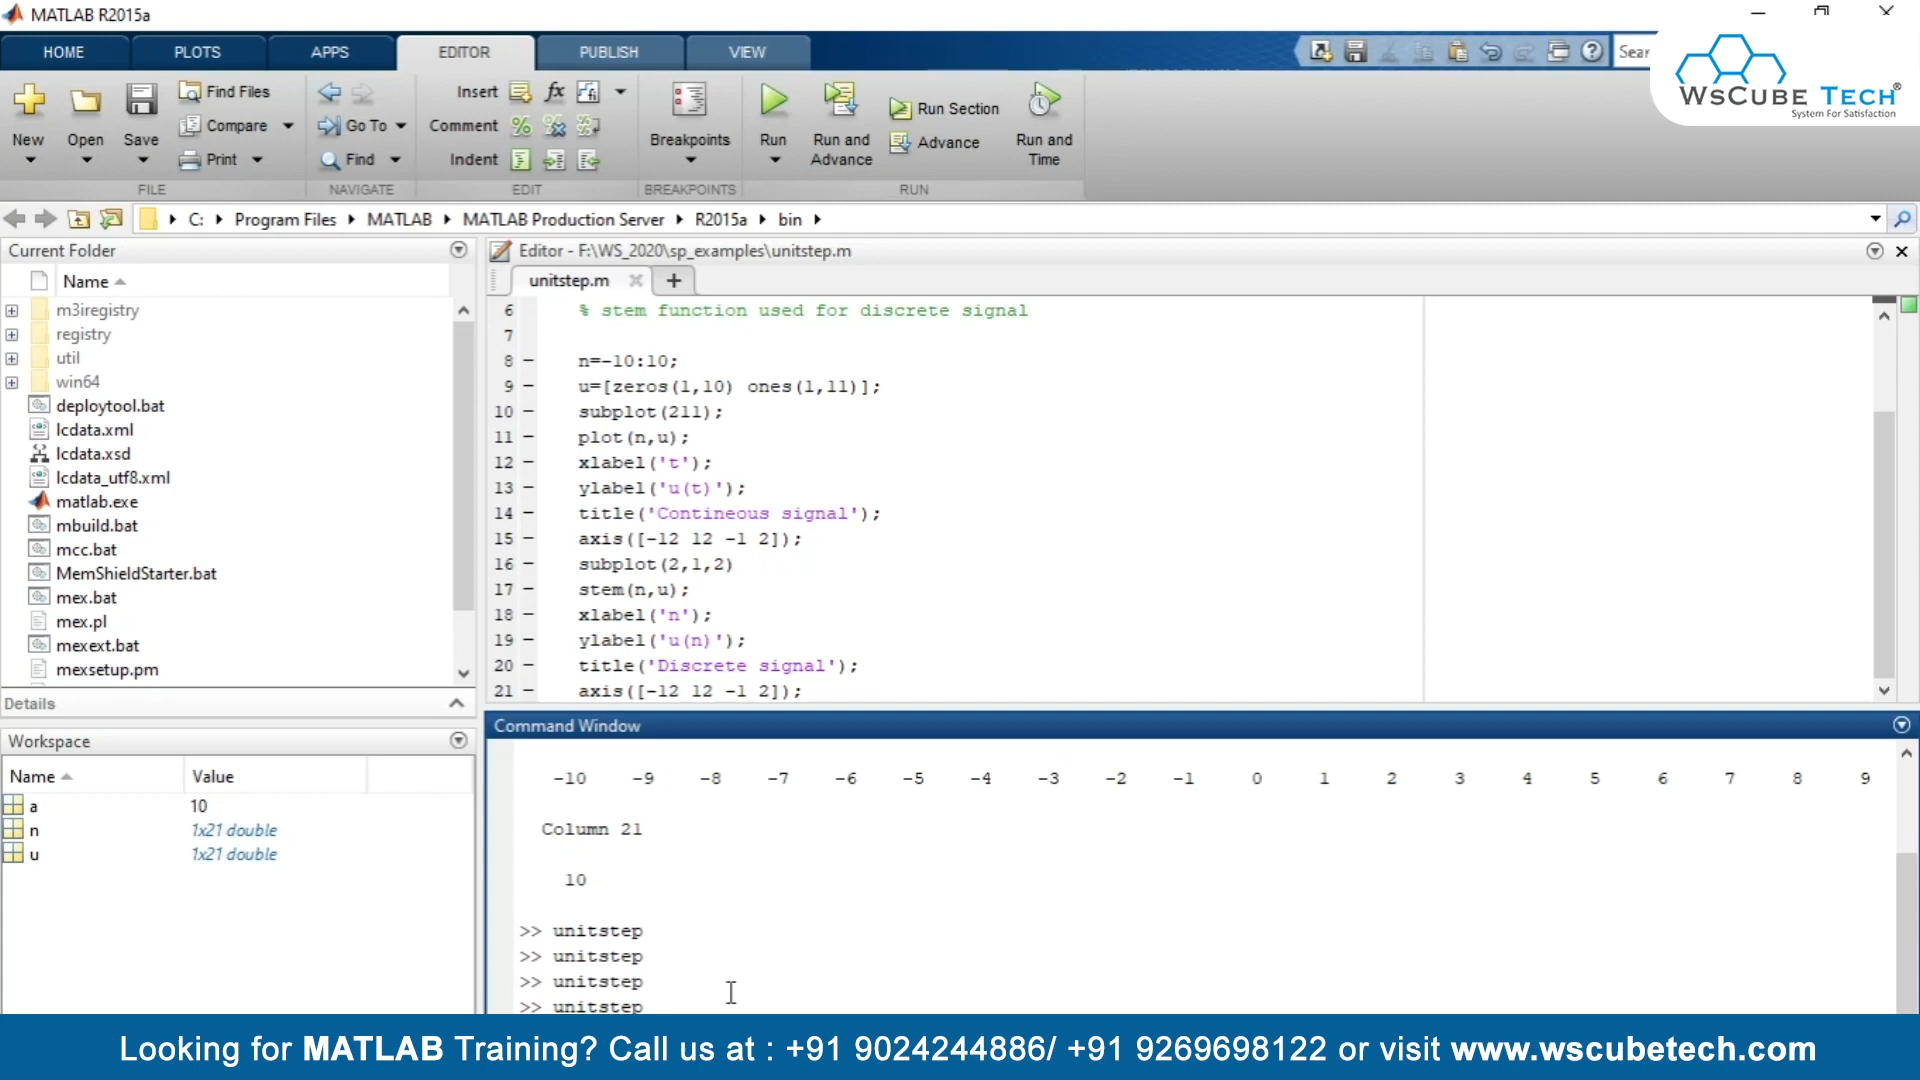 MATLAB R2015a
HOME PLOTS APPS EDITOR PUBLISH VIEW
Sear
WsCube Tech®
System For Satisfaction
New Open Save Find Files Compare Print
FILE
Go To Find
NAVIGATE
Insert fx
Comment
Indent
EDIT
Breakpoints
BREAKPOINTS
Run Run and Advance Run Section Advance Run and Time
RUN
C: Program Files MATLAB MATLAB Production Server R2015a bin
Current Folder
Name
m3iregistry
registry
util
win64
deploytool.bat
lcdata.xml
lcdata.xsd
lcdata_utf8.xml
matlab.exe
mbuild.bat
mcc.bat
MemShieldStarter.bat
mex.bat
mex.pl
mexext.bat
mexsetup.pm
Details
Workspace
Name Value
a 10
n 1x21 double
u 1x21 double
Editor - F:\WS_2020\sp_examples\unitstep.m
unitstep.m
6 % stem function used for discrete signal
7
8 – n=-10:10;
9 – u=[zeros(1,10) ones(1,11)];
10 – subplot(211);
11 – plot(n,u);
12 – xlabel('t');
13 – ylabel('u(t)');
14 – title('Contineous signal');
15 – axis([-12 12 -1 2]);
16 – subplot(2,1,2)
17 – stem(n,u);
18 – xlabel('n');
19 – ylabel('u(n)');
20 – title('Discrete signal');
21 – axis([-12 12 -1 2]);
Command Window
-10 -9 -8 -7 -6 -5 -4 -3 -2 -1 0 1 2 3 4 5 6 7 8 9
Column 21
10
>> unitstep
>> unitstep
>> unitstep
>> unitstep
Looking for MATLAB Training? Call us at : +91 9024244886/ +91 9269698122 or visit www.wscubetech.com